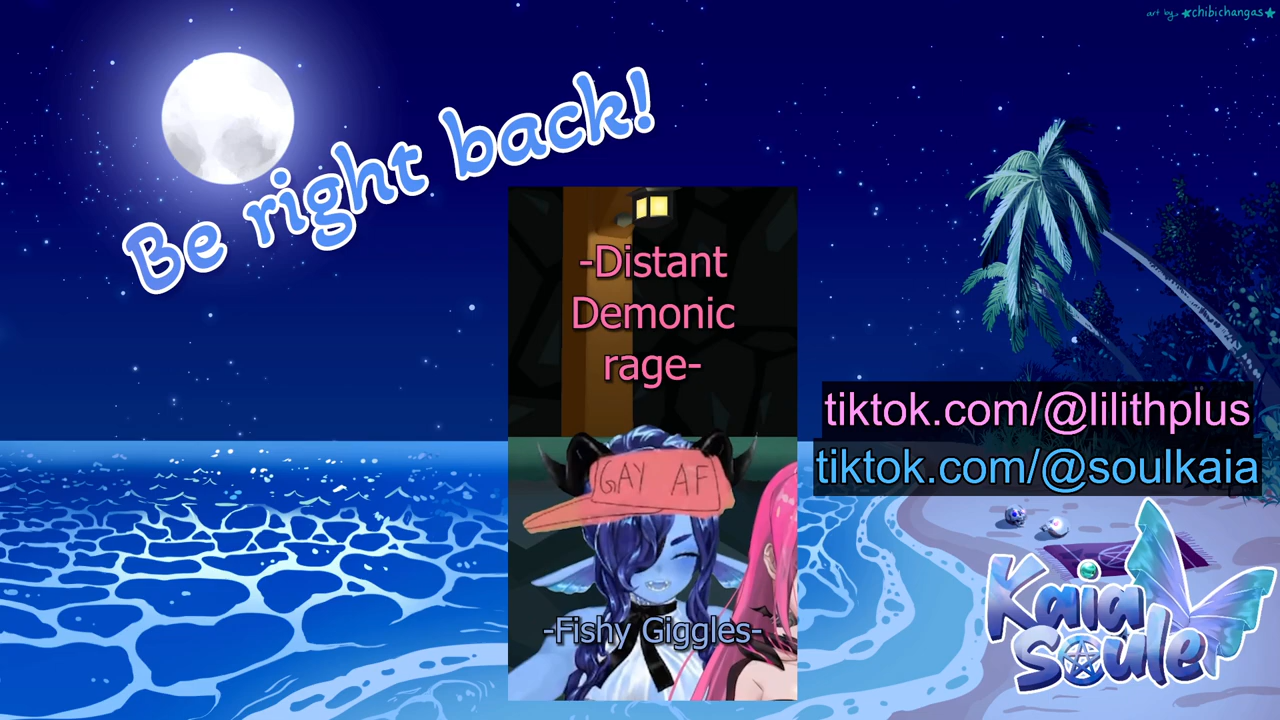 art by ★chibichangas★
Be right back!
-Distant
Demonic
rage-
GAY AF
-Fishy Giggles-
tiktok.com/@lilithplus
tiktok.com/@soulkaia
Kaia
Soule